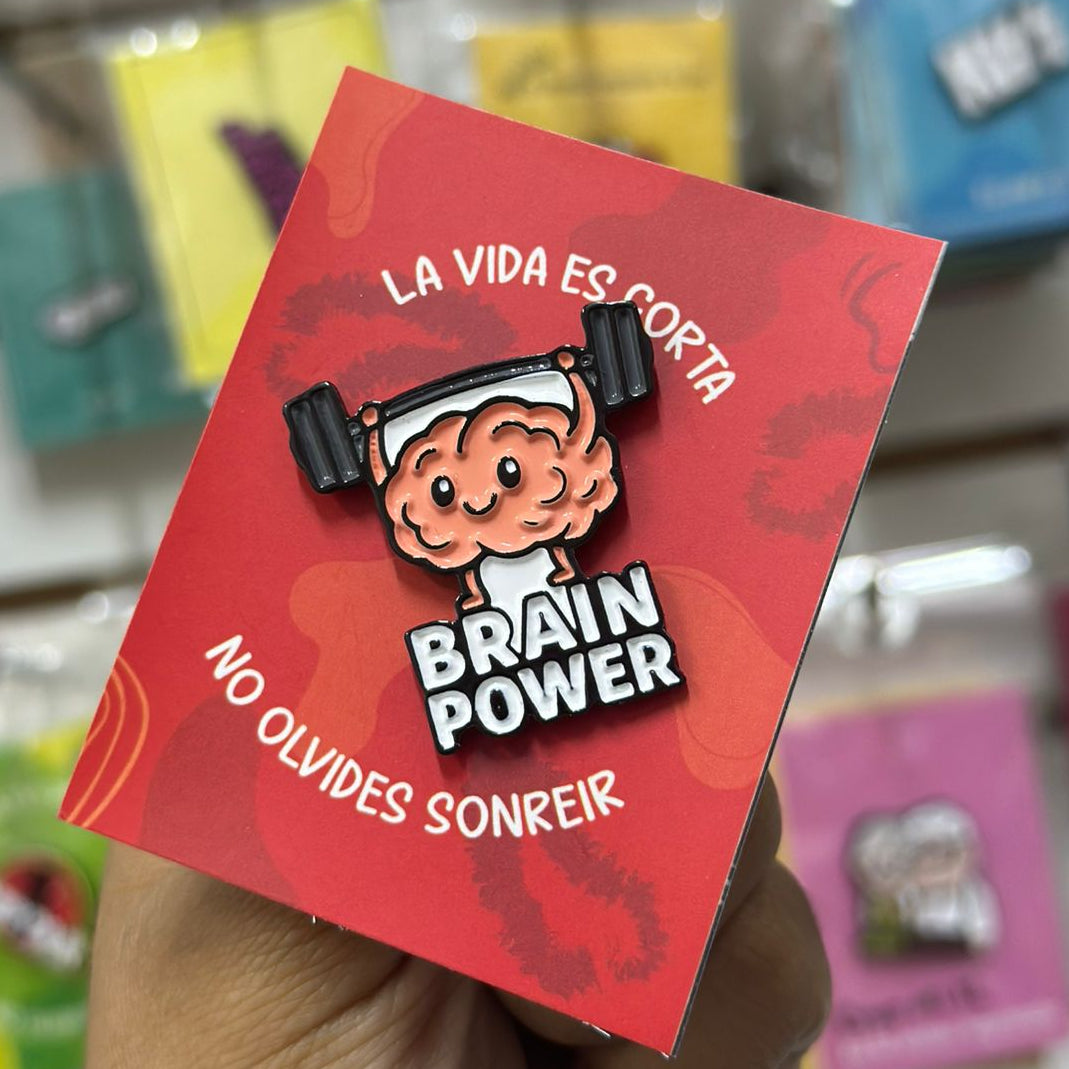 LA VIDA ES CORTA
BRAIN
POWER
NO OLVIDES SONREIR